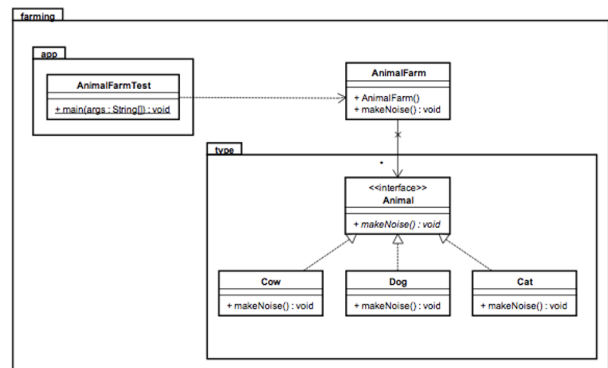 farming
app
AnimalFarmTest
+ main(args : String[]) : void
AnimalFarm
+ AnimalFarm()
+ makeNoise() : void
type
<<interface>>
Animal
+ makeNoise() : void
Cow
+ makeNoise() : void
Dog
+ makeNoise() : void
Cat
+ makeNoise() : void